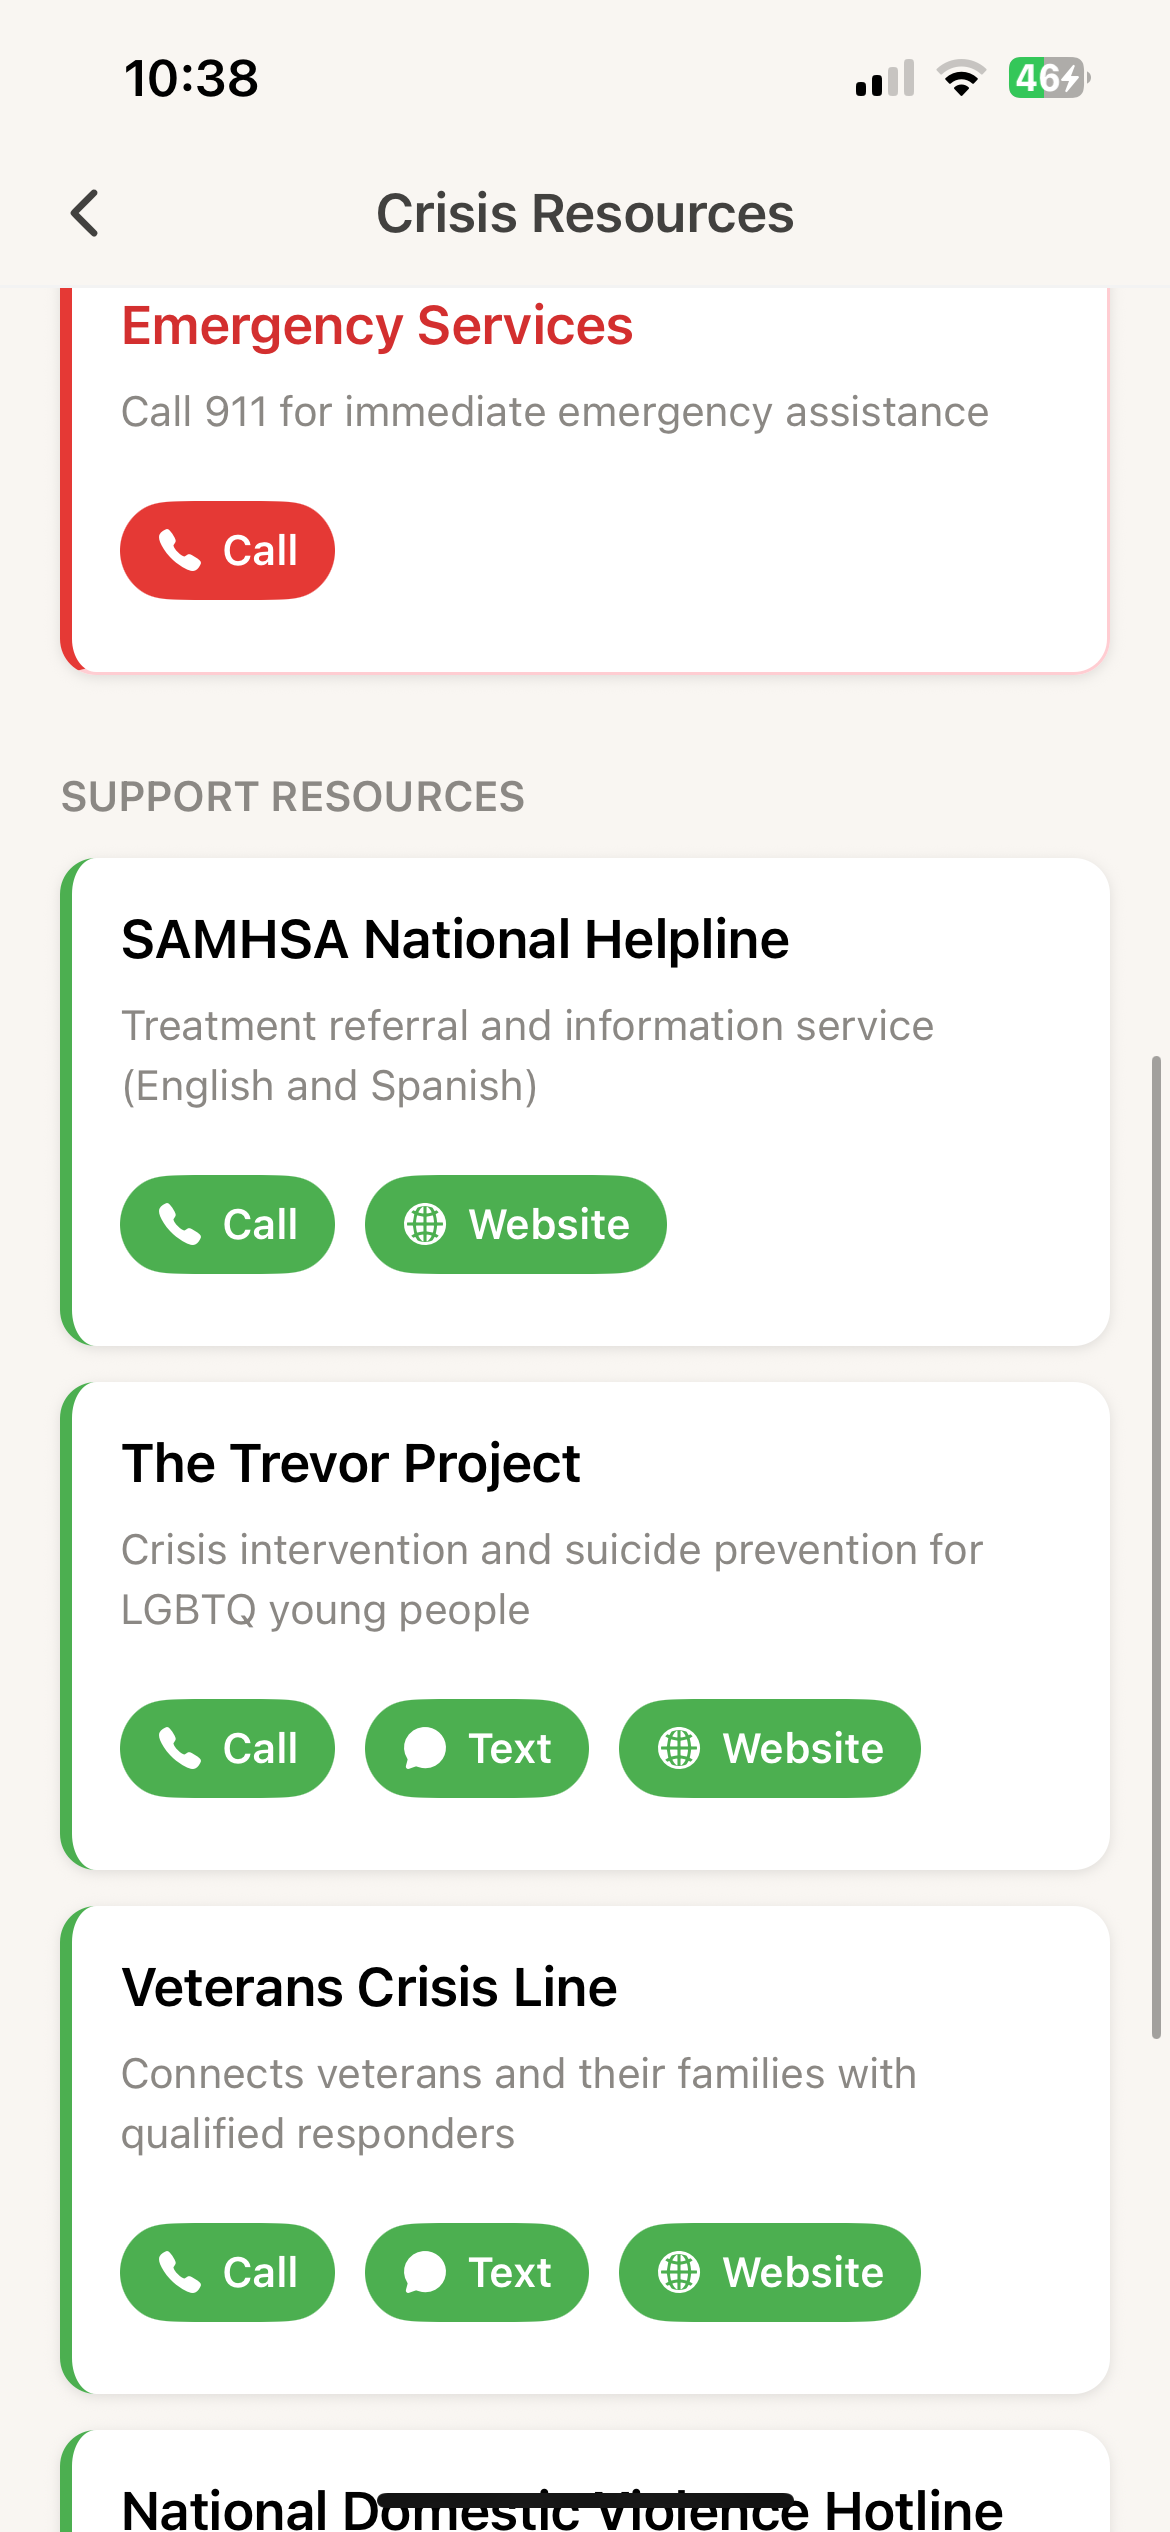 10:38
46
Crisis Resources
Emergency Services
Call 911 for immediate emergency assistance
Call
SUPPORT RESOURCES
SAMHSA National Helpline
Treatment referral and information service
(English and Spanish)
Call Website
The Trevor Project
Crisis intervention and suicide prevention for
LGBTQ young people
Call Text Website
Veterans Crisis Line
Connects veterans and their families with
qualified responders
Call Text Website
National Domestic Violence Hotline